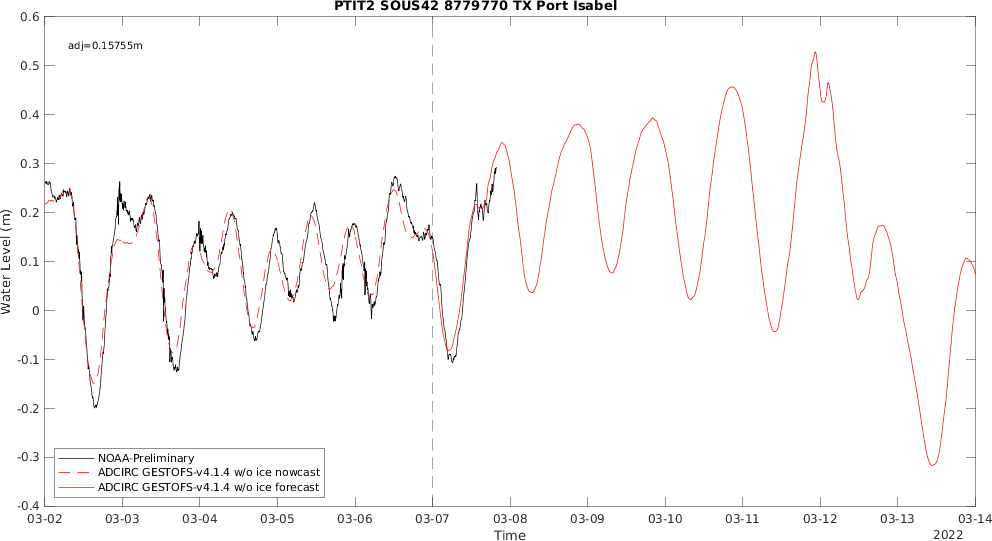 PTIT2 SOUS42 8779770 TX Port Isabel
adj=0.15755m
Water Level (m)
0.6
0.5
0.4
0.3
0.2
0.1
0
-0.1
-0.2
-0.3
-0.4
NOAA-Preliminary
ADCIRC GESTOFS-v4.1.4 w/o ice nowcast
ADCIRC GESTOFS-v4.1.4 w/o ice forecast
03-02 03-03 03-04 03-05 03-06 03-07 03-08 03-09 03-10 03-11 03-12 03-13 03-14
Time
2022